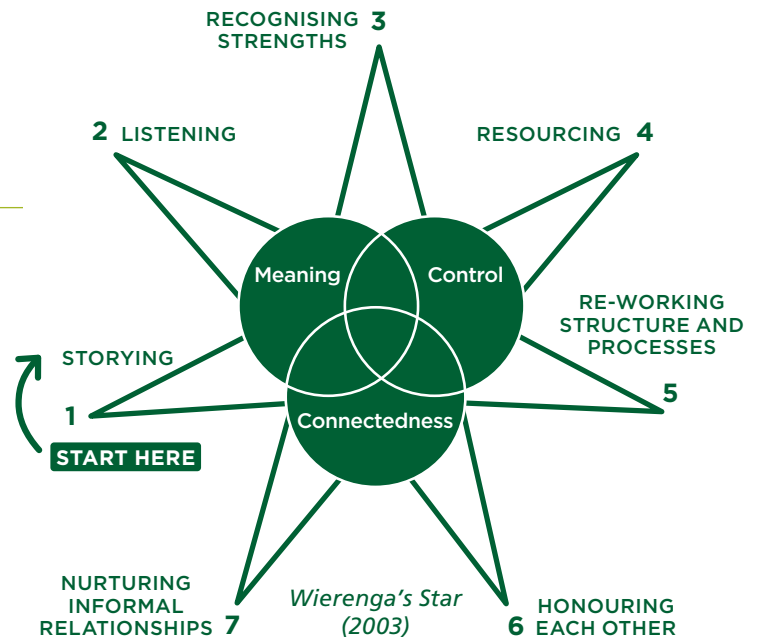 RECOGNISING 3
STRENGTHS
2 LISTENING
RESOURCING 4
Meaning
Control
RE-WORKING
STRUCTURE AND
PROCESSES
5
STORYING
1
START HERE
Connectedness
NURTURING
INFORMAL
RELATIONSHIPS 7
Wierenga's Star
(2003)
HONOURING
6 EACH OTHER